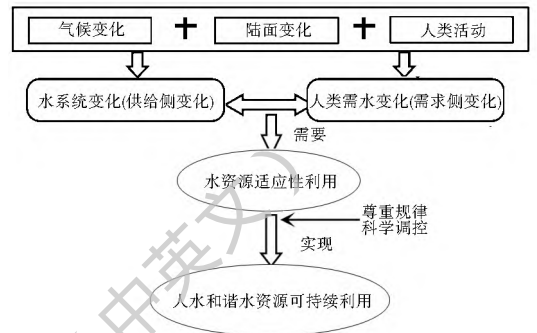 气候变化 + 陆面变化 + 人类活动
水系统变化(供给侧变化) 人类需水变化(需求侧变化)
需要
水资源适应性利用
尊重规律
科学调控
实现
人水和谐水资源可持续利用
中英文)